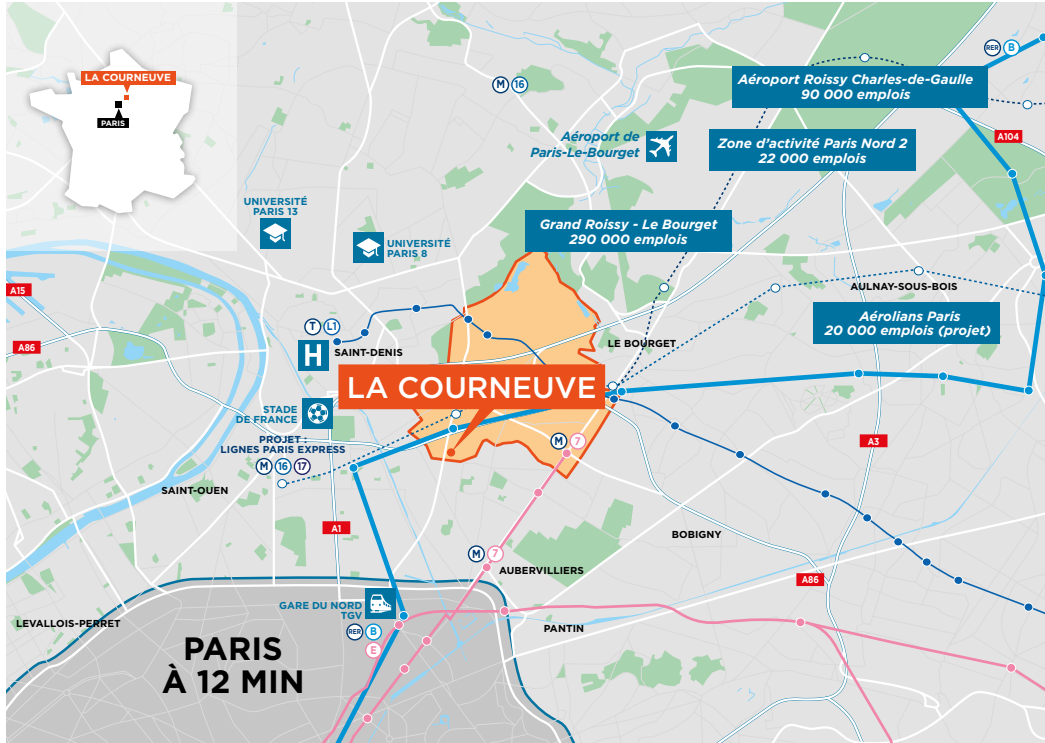 LA COURNEUVE
PARIS
RER B
M 16
Aéroport Roissy Charles-de-Gaulle
90 000 emplois
A104
Aéroport de
Paris-Le-Bourget
Zone d'activité Paris Nord 2
22 000 emplois
UNIVERSITÉ
PARIS 13
UNIVERSITÉ
PARIS 8
Grand Roissy - Le Bourget
290 000 emplois
A15
AULNAY-SOUS-BOIS
Aérolians Paris
20 000 emplois (projet)
T L1
H
SAINT-DENIS
A86
LE BOURGET
LA COURNEUVE
STADE
DE FRANCE
PROJET :
LIGNES PARIS EXPRESS
M 16 17
M 7
A3
SAINT-OUEN
A1
BOBIGNY
M 7
AUBERVILLIERS
A86
GARE DU NORD
TGV
RER B
E
LEVALLOIS-PERRET
PANTIN
PARIS
À 12 MIN